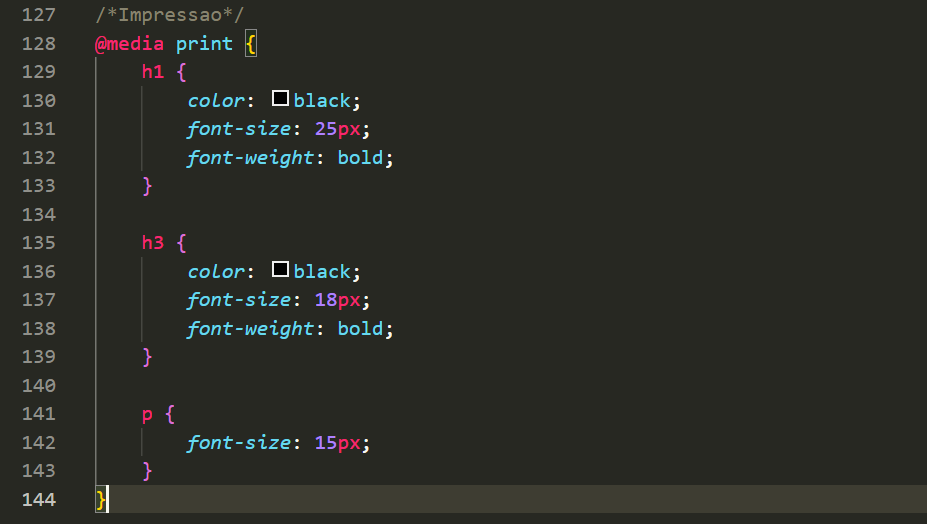 127 /*Impressao*/
128 @media print {
129     h1 {
130         color: black;
131         font-size: 25px;
132         font-weight: bold;
133     }
134
135     h3 {
136         color: black;
137         font-size: 18px;
138         font-weight: bold;
139     }
140
141     p {
142         font-size: 15px;
143     }
144 }